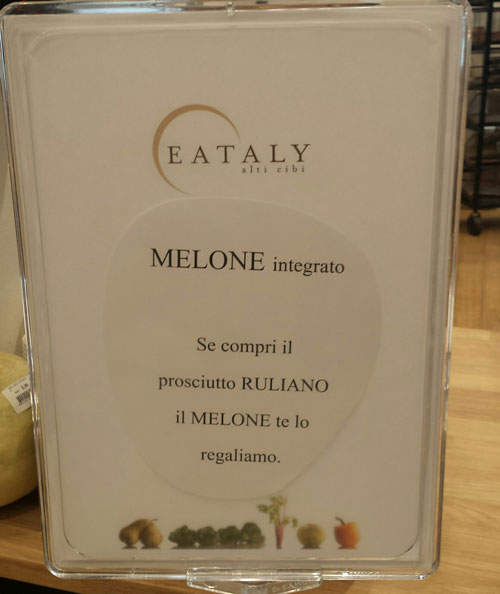 EATALY
alti cibi
MELONE integrato
Se compri il
prosciutto RULIANO
il MELONE te lo
regaliamo.